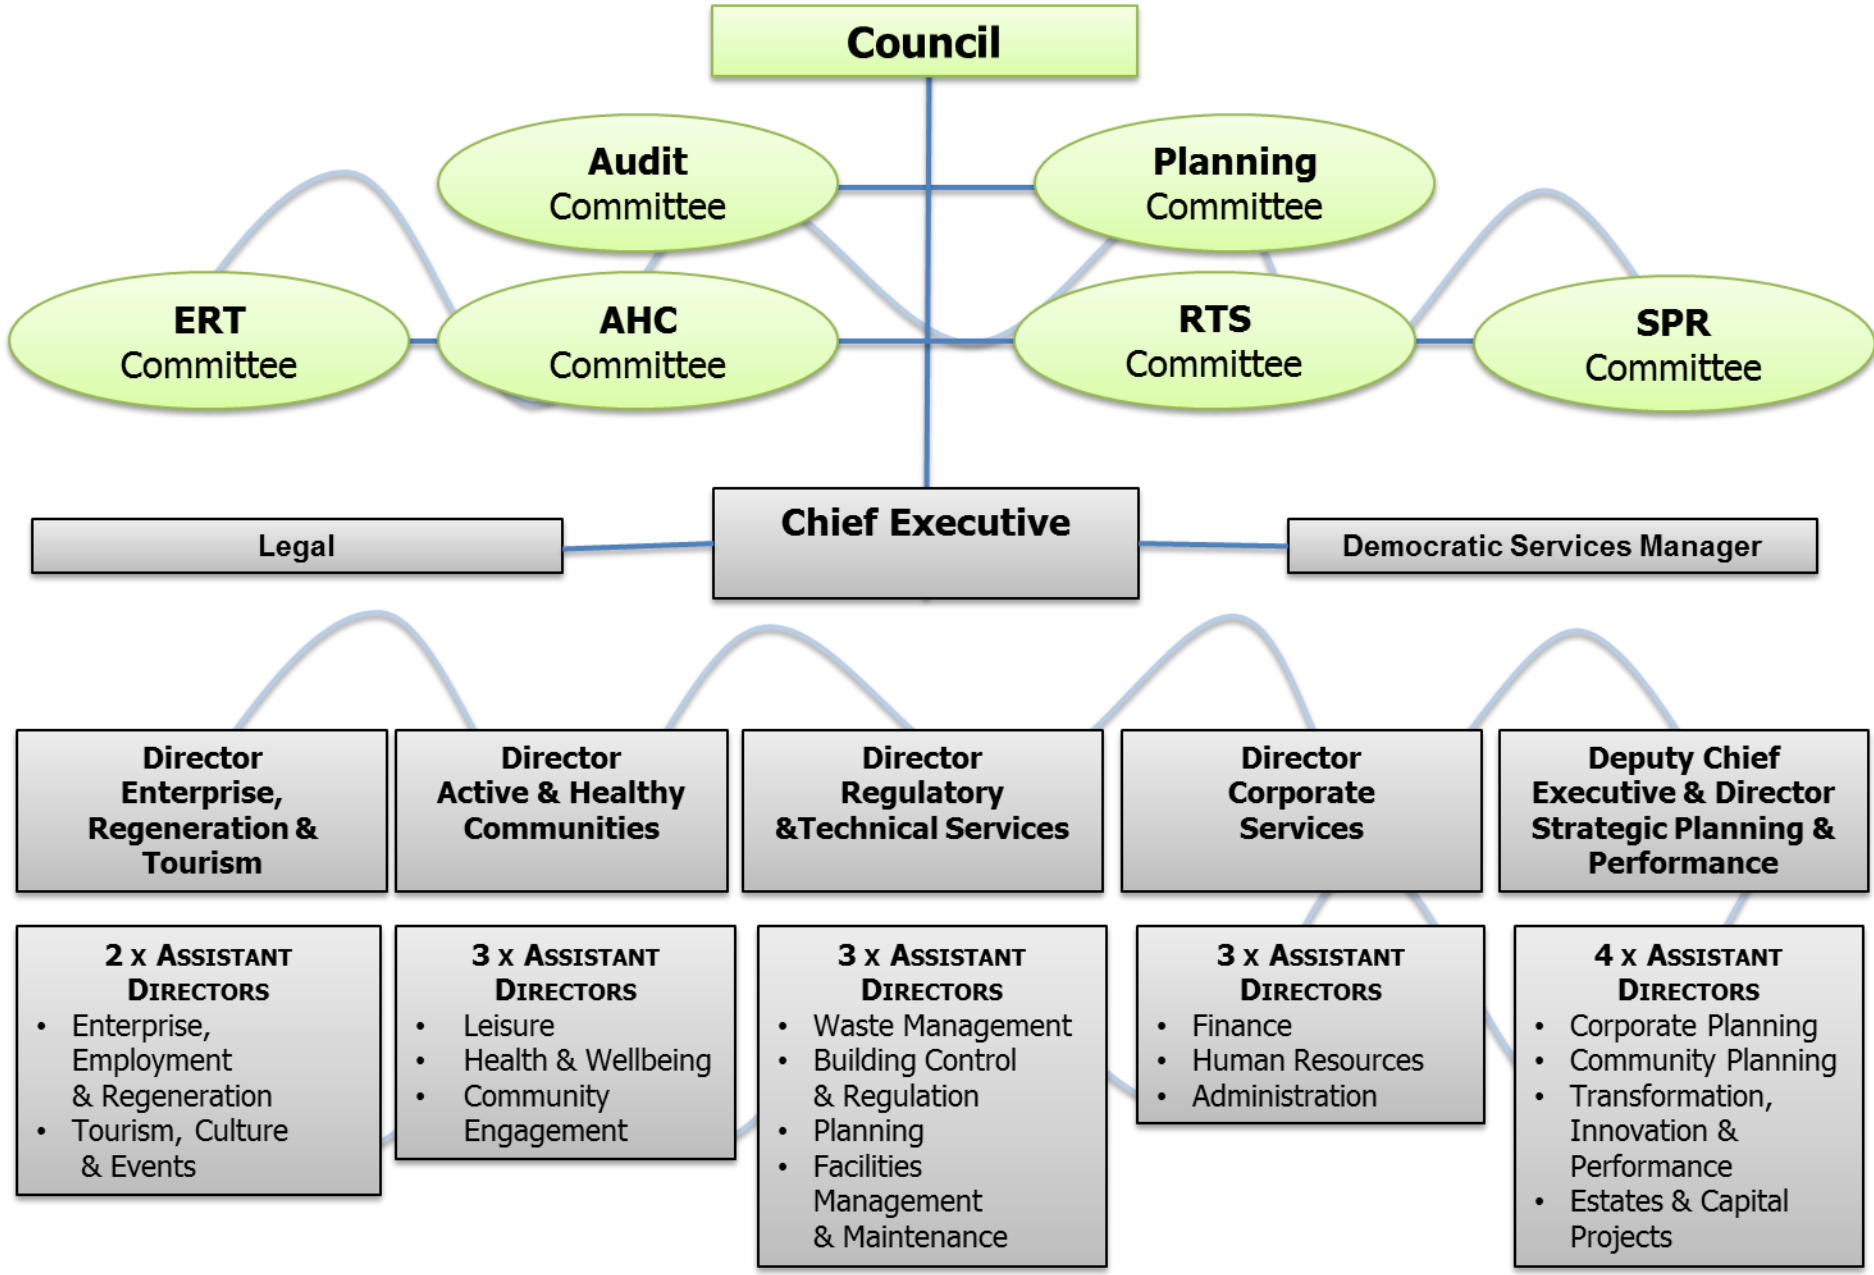 Council
Audit
Committee
Planning
Committee
ERT
Committee
AHC
Committee
RTS
Committee
SPR
Committee
Legal
Chief Executive
Democratic Services Manager
Director
Enterprise,
Regeneration &
Tourism
Director
Active & Healthy
Communities
Director
Regulatory
&Technical Services
Director
Corporate
Services
Deputy Chief
Executive & Director
Strategic Planning &
Performance
2 x Assistant
Directors
• Enterprise,
Employment
& Regeneration
• Tourism, Culture
& Events
3 x Assistant
Directors
• Leisure
• Health & Wellbeing
• Community
Engagement
3 x Assistant
Directors
• Waste Management
• Building Control
& Regulation
• Planning
• Facilities
Management
& Maintenance
3 x Assistant
Directors
• Finance
• Human Resources
• Administration
4 x Assistant
Directors
• Corporate Planning
• Community Planning
• Transformation,
Innovation &
Performance
• Estates & Capital
Projects